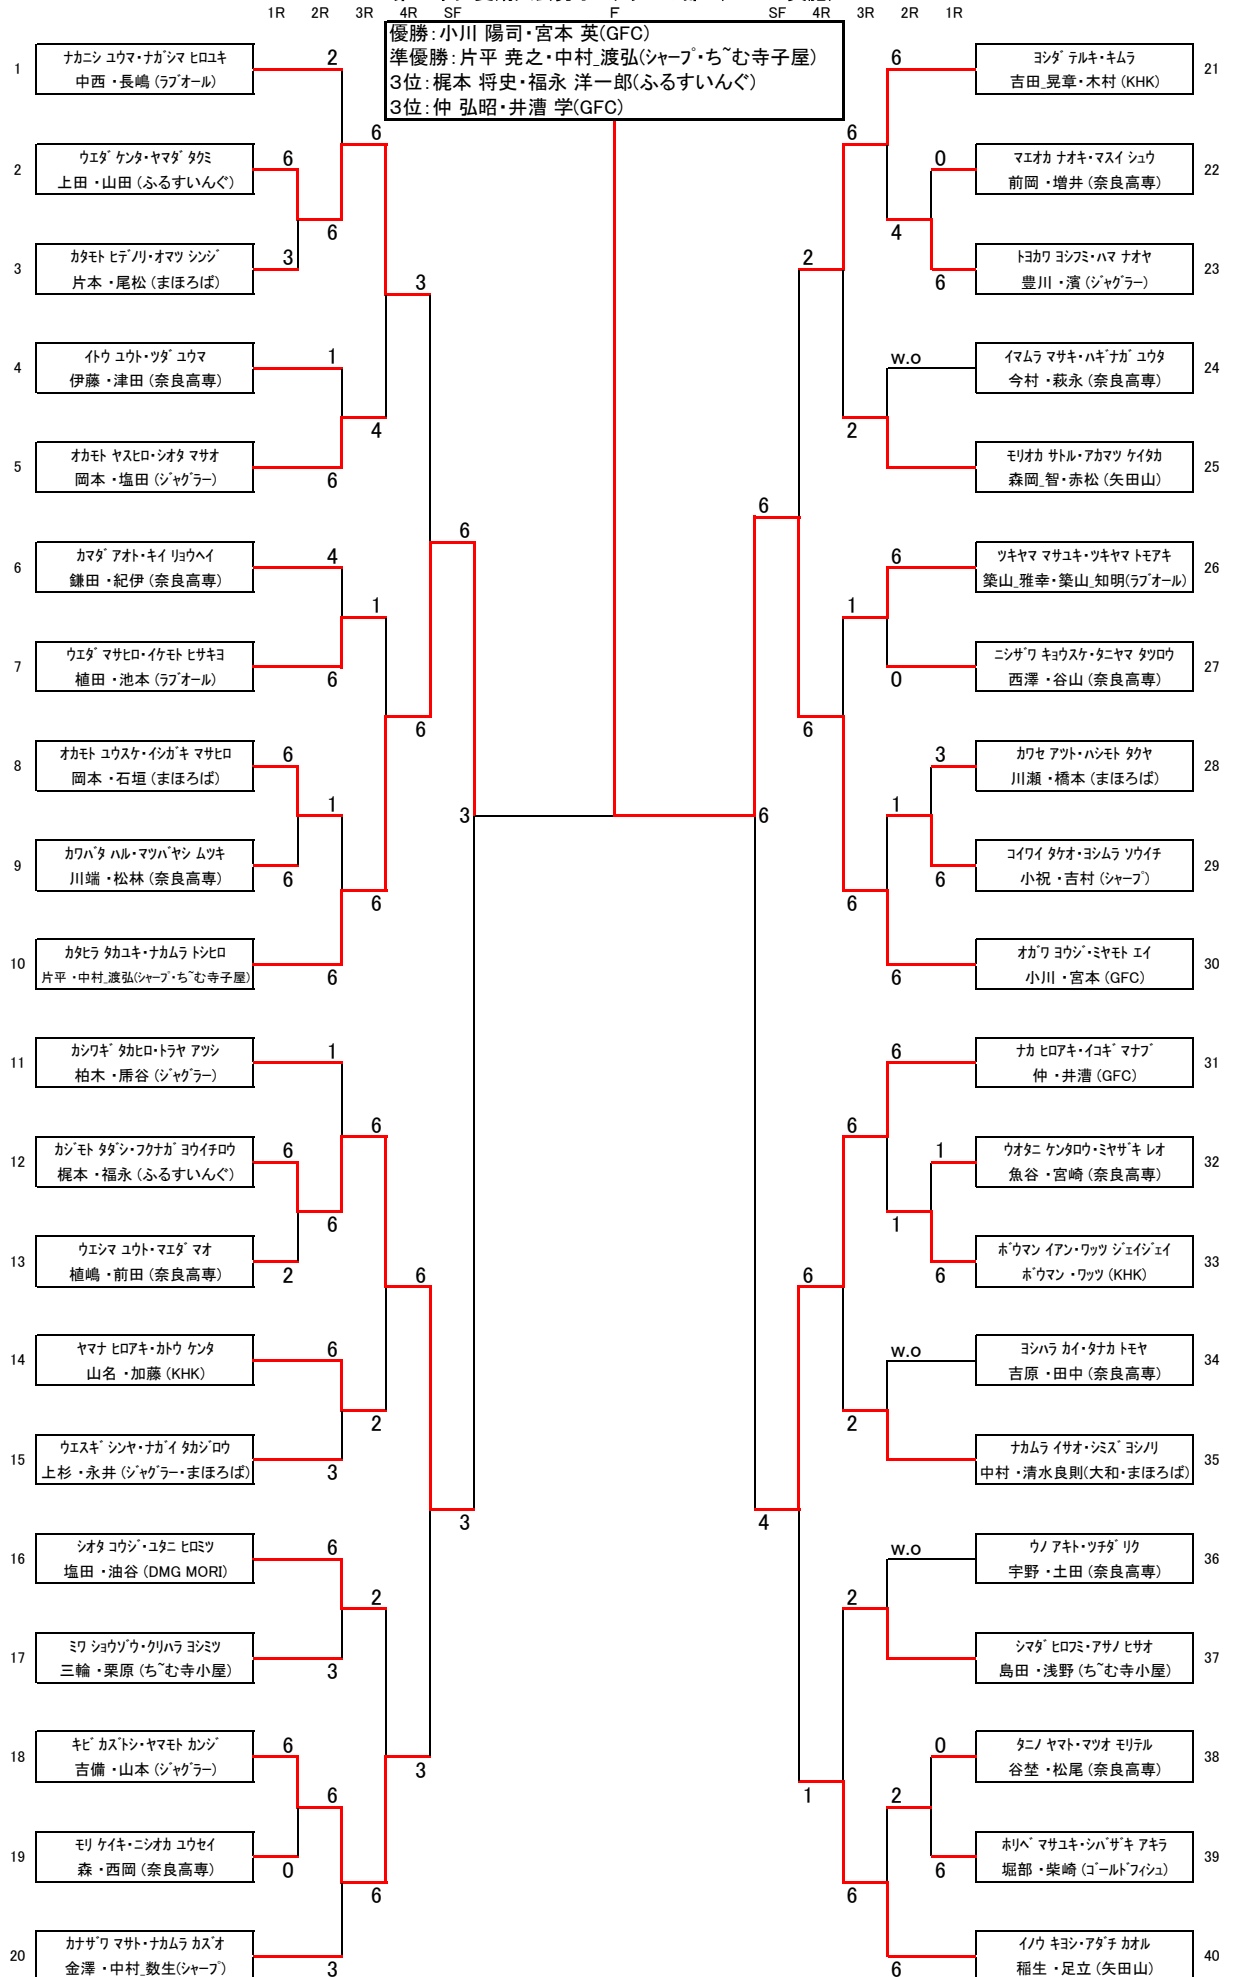 1R 2R 3R 4R SF F SF 4R 3R 2R 1R
優勝:小川 陽司・宮本 英(GFC)
準優勝:片平 尭之・中村_渡弘(シャープ・ち~む寺子屋)
3位:梶本 将史・福永 洋一郎(ふるすいんぐ)
3位:仲 弘昭・井漕 学(GFC)
1
ナカニシ ユウマ・ナガシマ ヒロユキ
中西 ・長嶋 (ラブオール)
2
2
ウエダ ケンタ・ヤマダ タクミ
上田 ・山田 (ふるすいんぐ)
6
3
カタモト ヒデノリ・オマツ シンジ
片本 ・尾松 (まほろば)
3
6
6
4
イトウ ユウト・ツダ ユウマ
伊藤 ・津田 (奈良高専)
1
5
オカモト ヤスヒロ・シオタ マサオ
岡本 ・塩田 (ジャグラー)
6
4
3
6
カマダ アオト・キイ リョウヘイ
鎌田 ・紀伊 (奈良高専)
4
7
ウエダ マサヒロ・イケモト ヒサキヨ
植田 ・池本 (ラブオール)
6
1
8
オカモト ユウスケ・イシガキ マサヒロ
岡本 ・石垣 (まほろば)
6
9
カワバタ ハル・マツバヤシ ムツキ
川端 ・松林 (奈良高専)
6
1
10
カタヒラ タカユキ・ナカムラ トシヒロ
片平 ・中村_渡弘(シャープ・ち~む寺子屋)
6
6
6
6
3
11
カシワギ タカヒロ・トラヤ アツシ
柏木 ・乕谷 (ジャグラー)
1
12
カジモト タダシ・フクナガ ヨウイチロウ
梶本 ・福永 (ふるすいんぐ)
6
13
ウエシマ ユウト・マエダ マオ
植嶋 ・前田 (奈良高専)
2
6
6
14
ヤマナ ヒロアキ・カトウ ケンタ
山名 ・加藤 (KHK)
6
15
ウエスギ シンヤ・ナガイ タカジロウ
上杉 ・永井 (ジャグラー・まほろば)
3
2
6
16
シオタ コウジ・ユタニ ヒロミツ
塩田 ・油谷 (DMG MORI)
6
17
ミワ ショウゾウ・クリハラ ヨシミツ
三輪 ・栗原 (ち~む寺小屋)
3
2
18
キビ カズトシ・ヤマモト カンジ
吉備 ・山本 (ジャグラー)
6
19
モリ ケイキ・ニシオカ ユウセイ
森 ・西岡 (奈良高専)
0
6
20
カナザワ マサト・ナカムラ カズオ
金澤 ・中村_数生(シャープ)
3
6
3
3
21
ヨシダ テルキ・キムラ
吉田_晃章・木村 (KHK)
6
22
マエオカ ナオキ・マスイ シュウ
前岡 ・増井 (奈良高専)
0
23
トヨカワ ヨシフミ・ハマ ナオヤ
豊川 ・濱 (ジャグラー)
6
4
6
24
イマムラ マサキ・ハギナガ ユウタ
今村 ・萩永 (奈良高専)
w.o
25
モリオカ サトル・アカマツ ケイタカ
森岡_智・赤松 (矢田山)
2
2
26
ツキヤマ マサユキ・ツキヤマ トモアキ
築山_雅幸・築山_知明(ラブオール)
6
27
ニシザワ キョウスケ・タニヤマ タツロウ
西澤 ・谷山 (奈良高専)
0
1
28
カワセ アツト・ハシモト タクヤ
川瀬 ・橋本 (まほろば)
3
29
コイワイ タケオ・ヨシムラ ソウイチ
小祝 ・吉村 (シャープ)
6
1
30
オガワ ヨウジ・ミヤモト エイ
小川 ・宮本 (GFC)
6
6
6
6
6
31
ナカ ヒロアキ・イコギ マナブ
仲 ・井漕 (GFC)
6
32
ウオタニ ケンタロウ・ミヤザキ レオ
魚谷 ・宮崎 (奈良高専)
1
33
ボウマン イアン・ワッツ ジェイジェイ
ボウマン ・ワッツ (KHK)
6
1
6
34
ヨシハラ カイ・タナカ トモヤ
吉原 ・田中 (奈良高専)
w.o
35
ナカムラ イサオ・シミズ ヨシノリ
中村 ・清水良則(大和・まほろば)
2
6
36
ウノ アキト・ツチダ リク
宇野 ・土田 (奈良高専)
w.o
37
シマダ ヒロフミ・アサノ ヒサオ
島田 ・浅野 (ち~む寺小屋)
2
38
タニノ ヤマト・マツオ モリテル
谷埜 ・松尾 (奈良高専)
0
39
ホリベ マサユキ・シバザキ アキラ
堀部 ・柴崎 (ゴールドフィシュ)
6
2
40
イノウ キヨシ・アダチ カオル
稲生 ・足立 (矢田山)
6
6
1
4